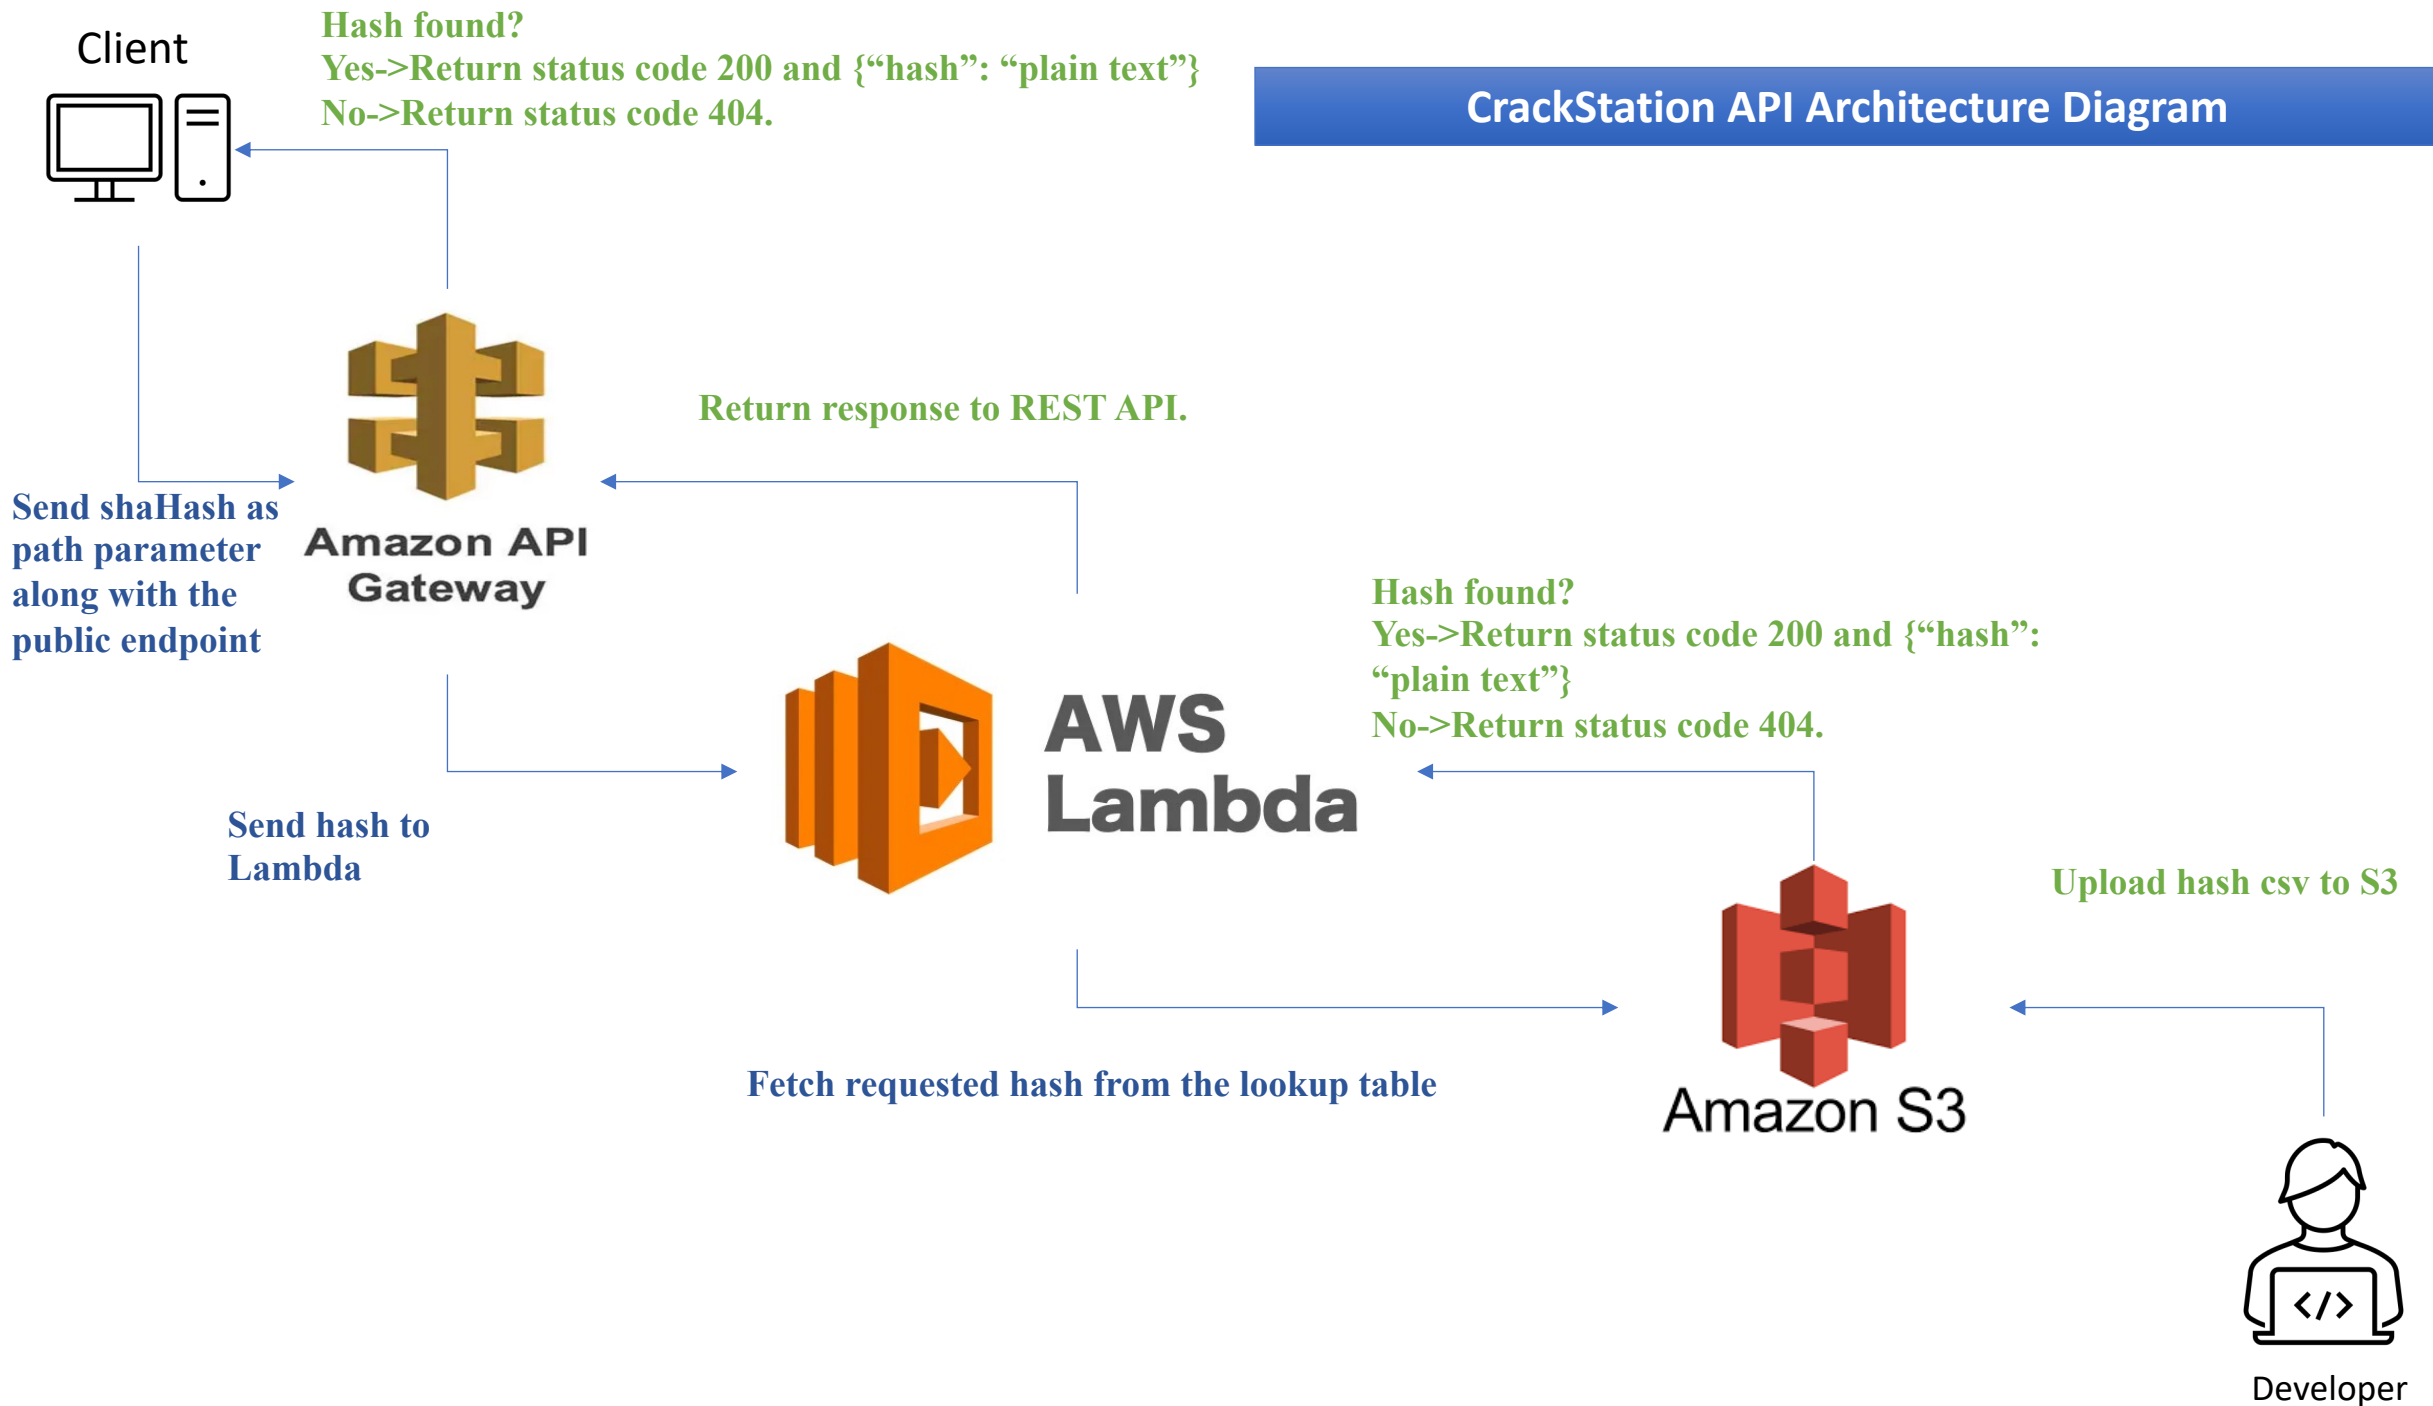 Client
Hash found?
Yes->Return status code 200 and {“hash”: “plain text”}
No->Return status code 404.
CrackStation API Architecture Diagram
Return response to REST API.
Send shaHash as
path parameter
along with the
public endpoint
Amazon API
Gateway
Hash found?
Yes->Return status code 200 and {“hash”:
“plain text”}
No->Return status code 404.
AWS
Lambda
Send hash to
Lambda
Upload hash csv to S3
Fetch requested hash from the lookup table
Amazon S3
</>
Developer